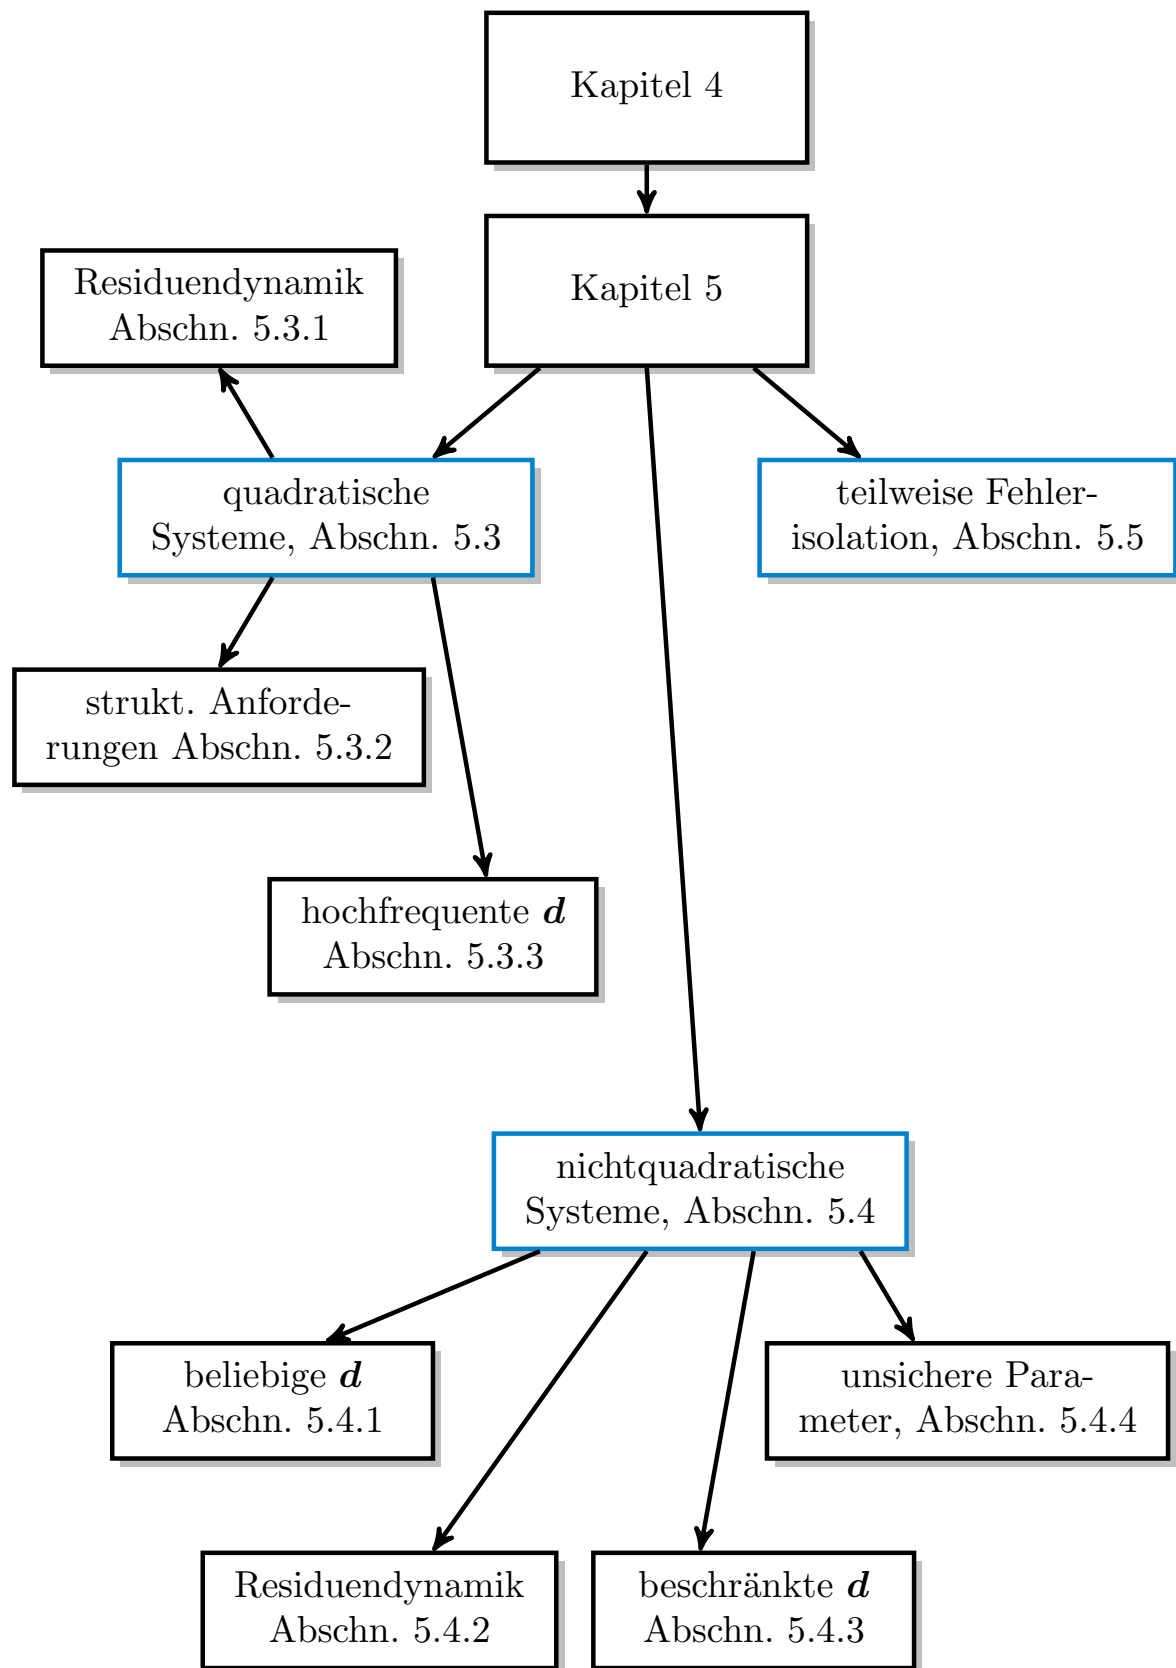 Kapitel 4
Kapitel 5
Residuendynamik
Abschn. 5.3.1
quadratische
Systeme, Abschn. 5.3
teilweise Fehler-
isolation, Abschn. 5.5
strukt. Anforde-
rungen Abschn. 5.3.2
hochfrequente d
Abschn. 5.3.3
nichtquadratische
Systeme, Abschn. 5.4
beliebige d
Abschn. 5.4.1
unsichere Para-
meter, Abschn. 5.4.4
Residuendynamik
Abschn. 5.4.2
beschränkte d
Abschn. 5.4.3